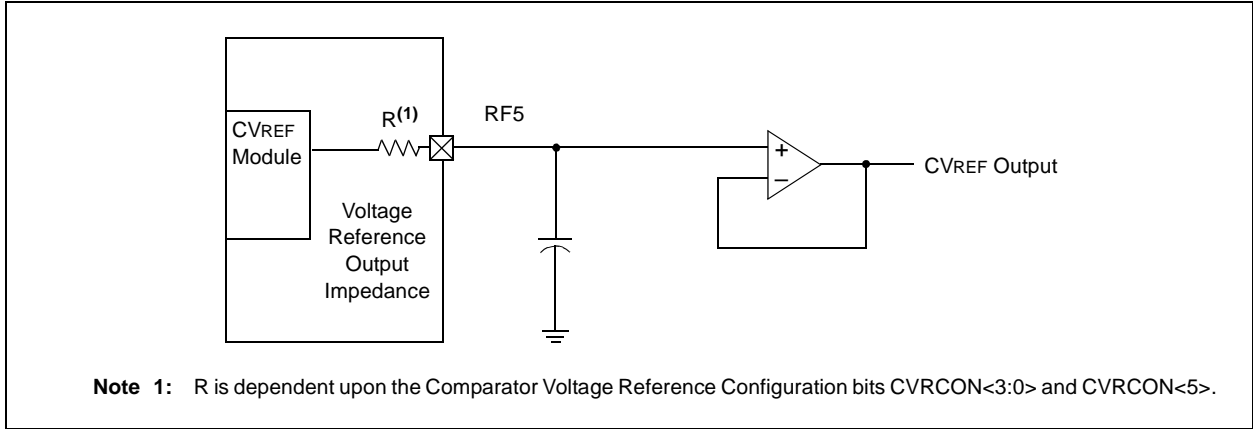 R(1)
RF5
CVREF
Module
+
–
CVREF Output
Voltage
Reference
Output
Impedance
Note 1: R is dependent upon the Comparator Voltage Reference Configuration bits CVRCON<3:0> and CVRCON<5>.